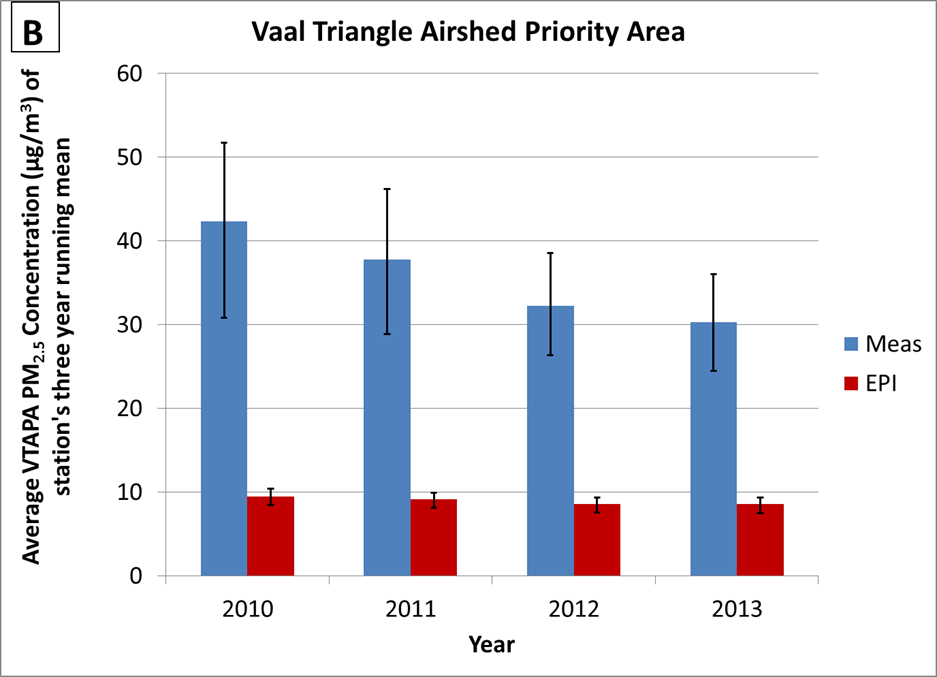 B
Vaal Triangle Airshed Priority Area
Average VTAPA PM2.5 Concentration (µg/m³) of
station's three year running mean
60
50
40
30
20
10
0
2010 2011 2012 2013
Year
Meas
EPI